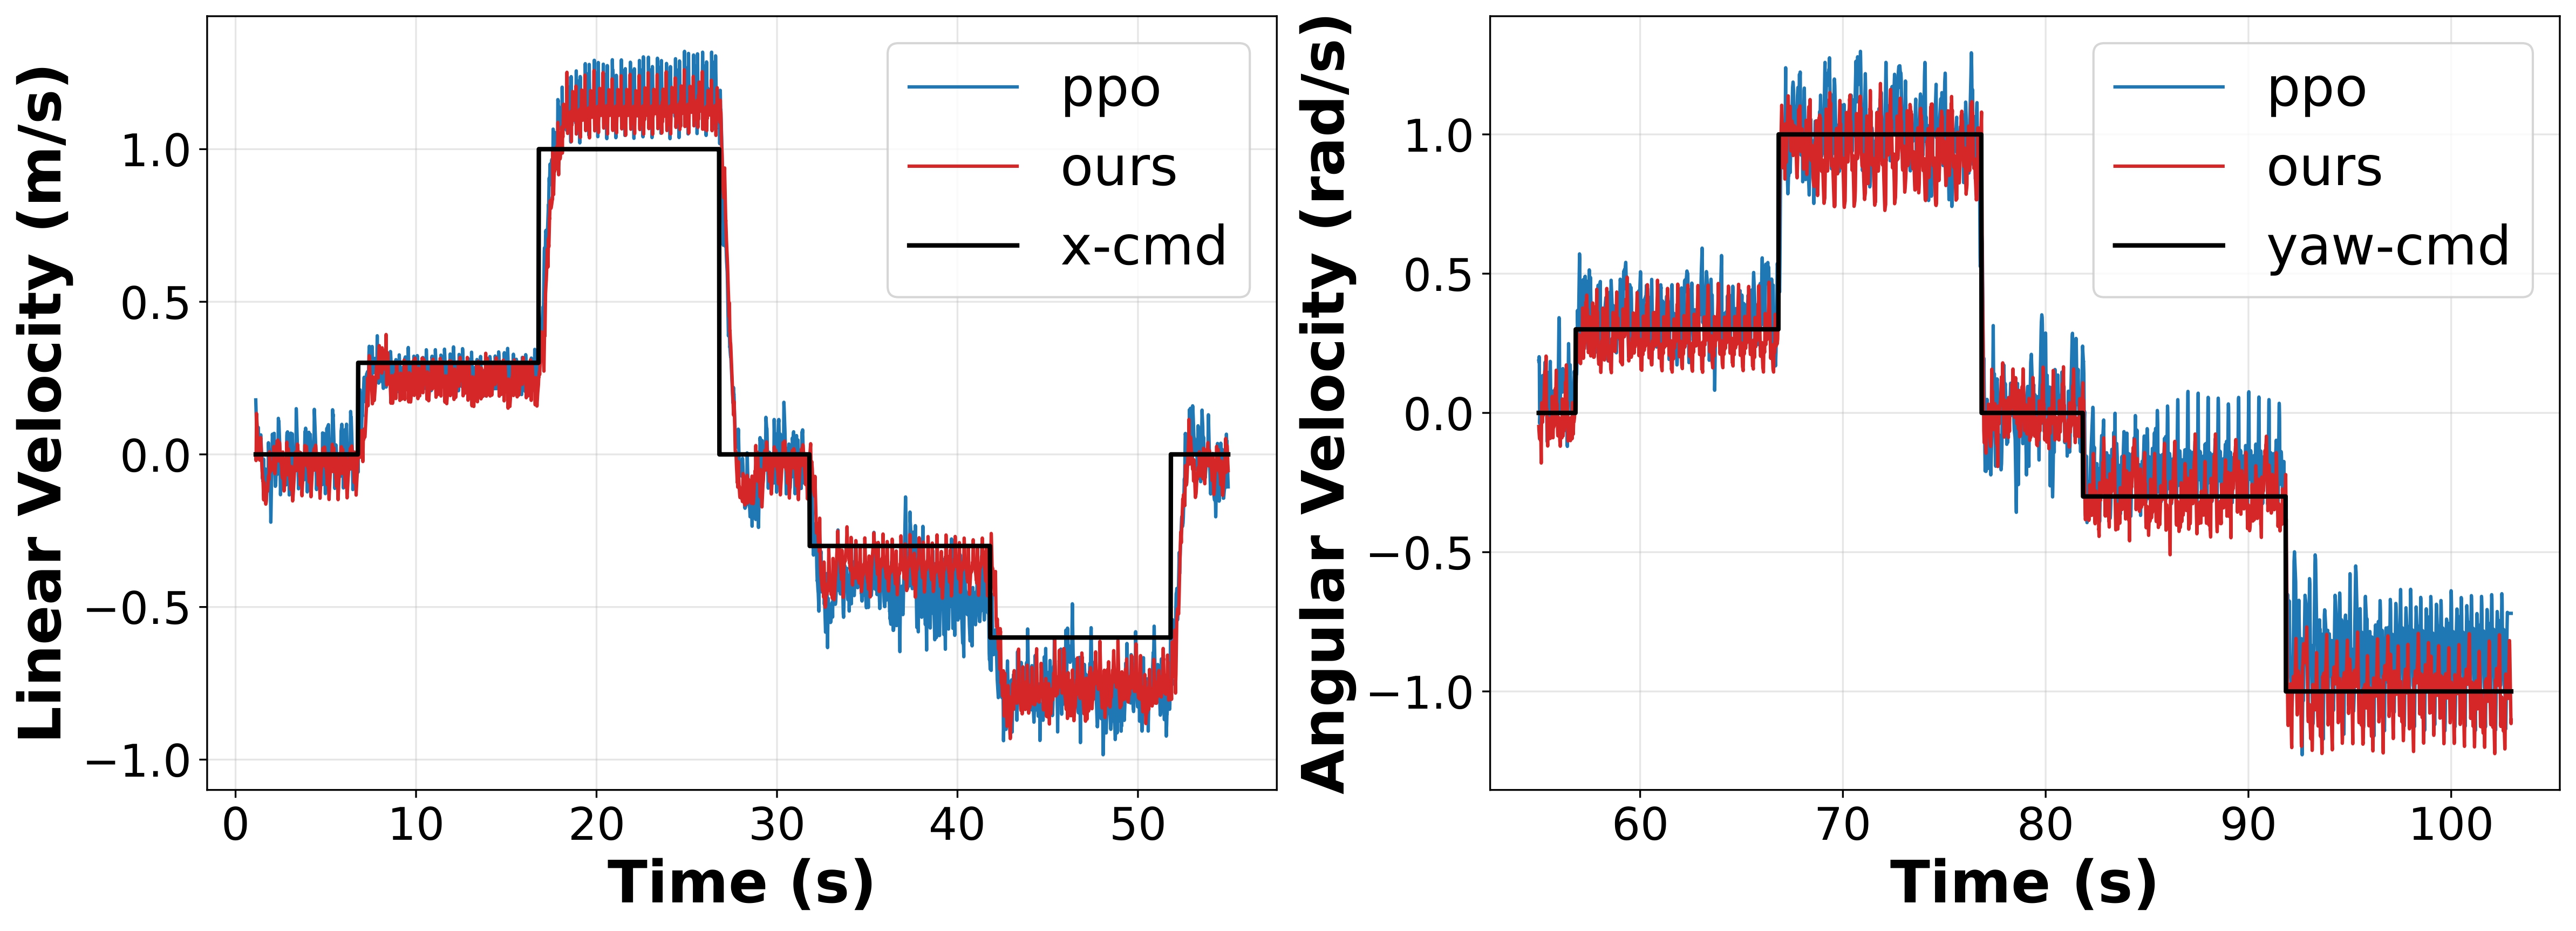 Linear Velocity (m/s)
1.0
0.5
0.0
−0.5
−1.0
0 10 20 30 40 50
Time (s)
ppo
ours
x-cmd
Angular Velocity (rad/s)
1.0
0.5
0.0
−0.5
−1.0
60 70 80 90 100
Time (s)
ppo
ours
yaw-cmd